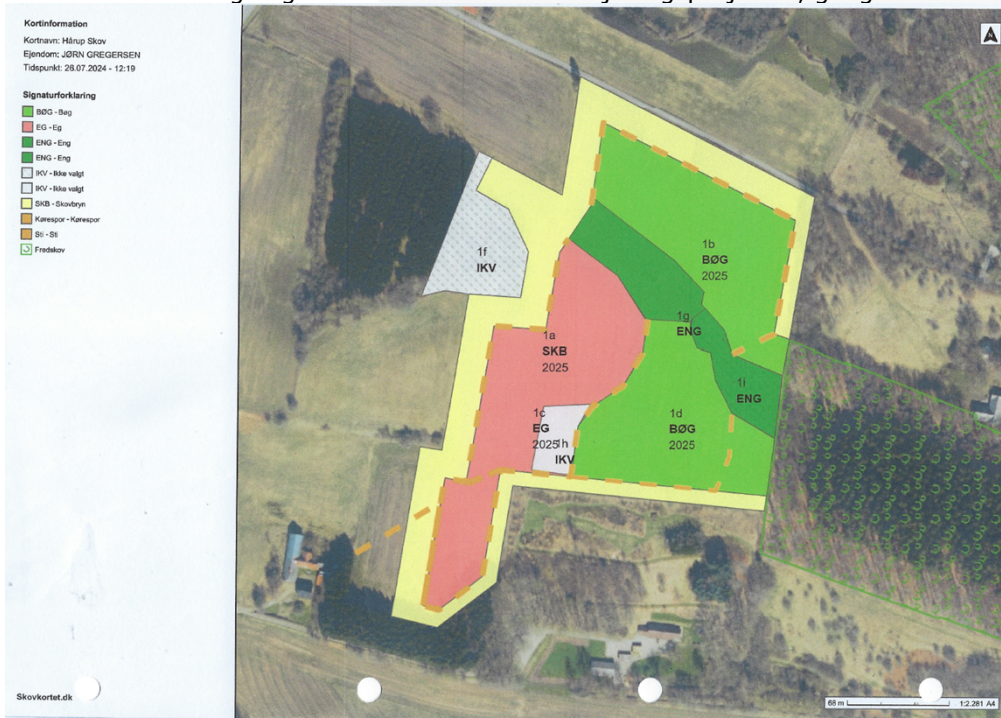 Kortinformation
Kortnavn: Hårup Skov
Ejendom: JØRN GREGERSEN
Tidspunkt: 26.07.2024 - 12:19
Signaturforklaring
BØG - Bøg
EG - Eg
ENG - Eng
ENG - Eng
IKV - Ikke valgt
IKV - Ikke valgt
SKB - Skovbryn
Kørespor - Kørespor
Sti - Sti
Fredskov
1f
IKV
1b
BØG
2025
1g
ENG
1a
SKB
2025
1i
ENG
1c
EG
2025
1h
IKV
1d
BØG
2025
Skovkortet.dk
68 m
1:2.281 A4